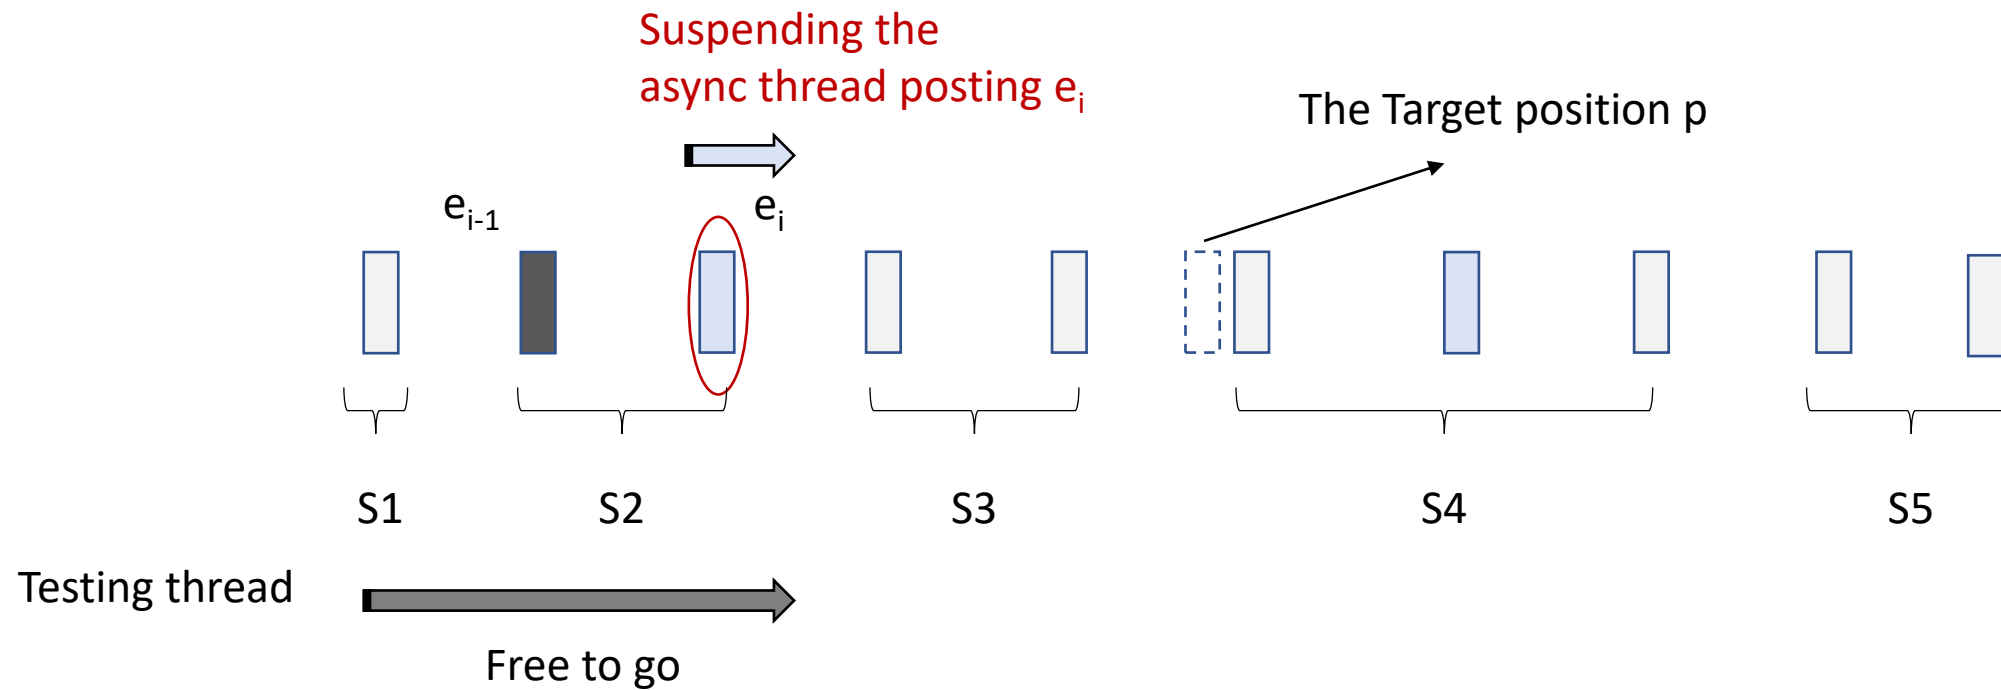 Suspending the
async thread posting eᵢ
The Target position p
eᵢ₋₁
eᵢ
S1
S2
S3
S4
S5
Testing thread
Free to go